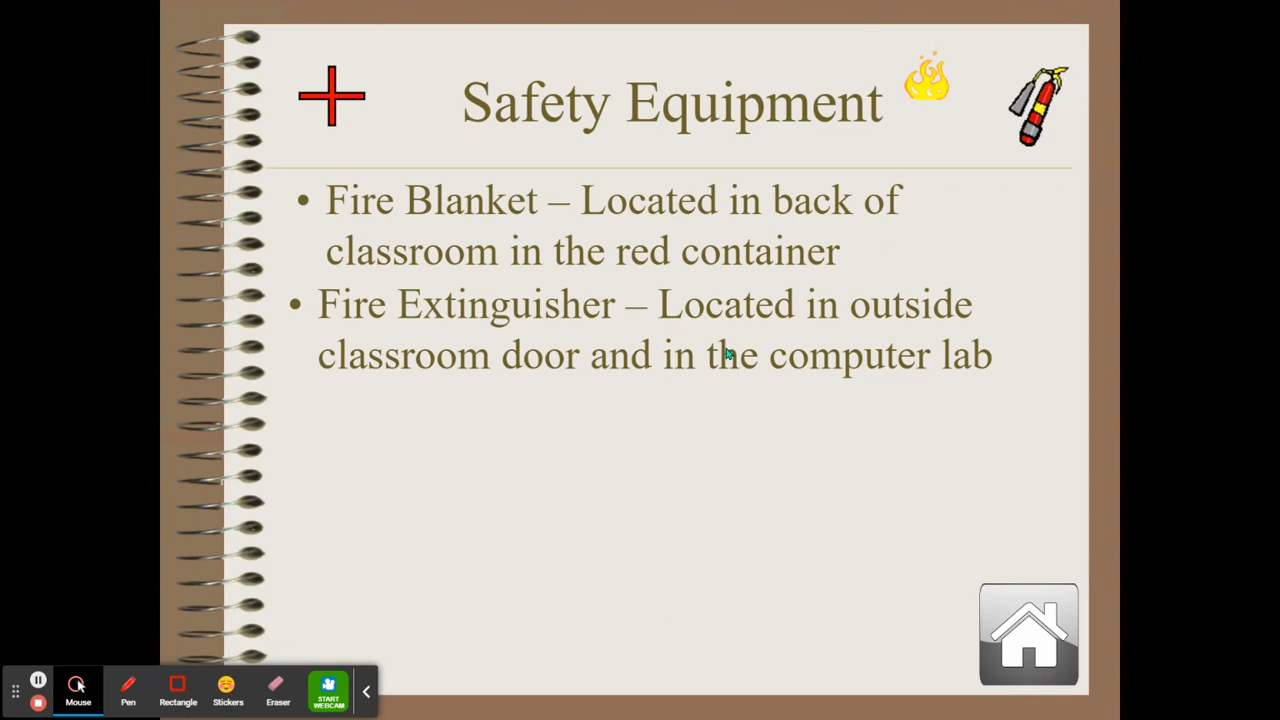 Safety Equipment
• Fire Blanket – Located in back of
classroom in the red container
• Fire Extinguisher – Located in outside
classroom door and in the computer lab
Mouse
Pen
Rectangle
Stickers
Eraser
START
WEBCAM